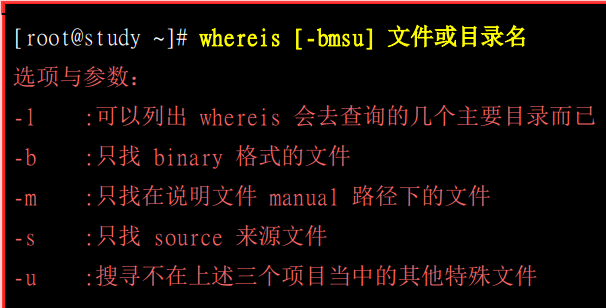 [root@study ~]# whereis [-bmsu] 文件或目录名
选项与参数：
-l :可以列出 whereis 会去查询的几个主要目录而已
-b :只找 binary 格式的文件
-m :只找在说明文件 manual 路径下的文件
-s :只找 source 来源文件
-u :搜寻不在上述三个项目当中的其他特殊文件